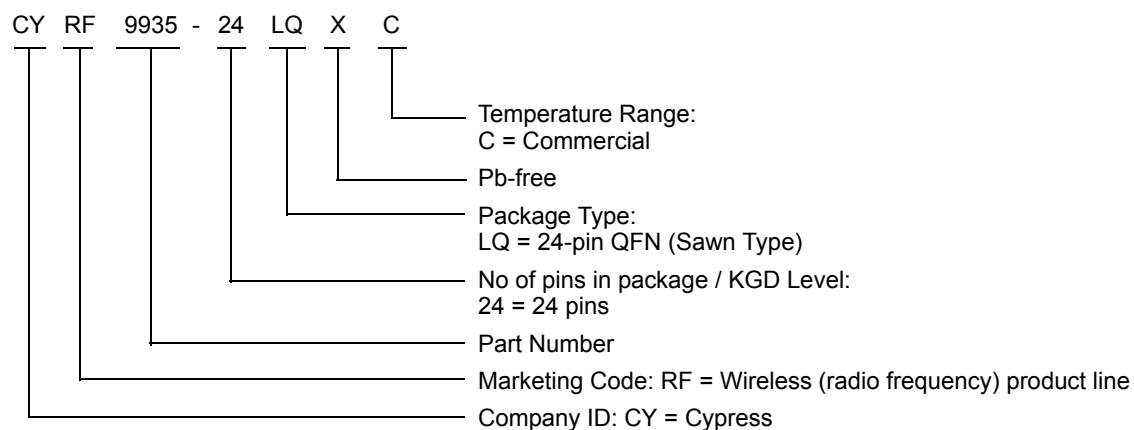 CY RF 9935 - 24 LQ X C
Temperature Range:
C = Commercial
Pb-free
Package Type:
LQ = 24-pin QFN (Sawn Type)
No of pins in package / KGD Level:
24 = 24 pins
Part Number
Marketing Code: RF = Wireless (radio frequency) product line
Company ID: CY = Cypress